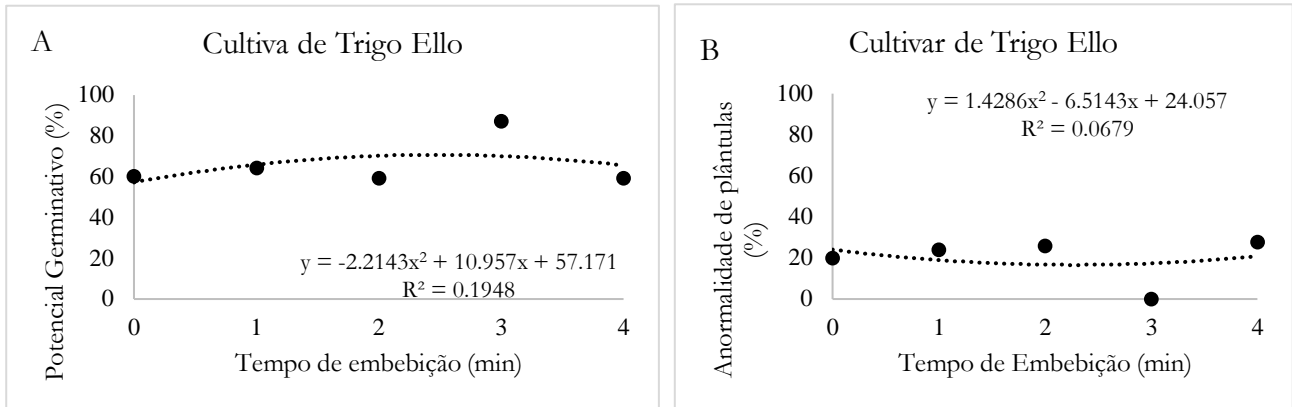 A
Cultiva de Trigo Ello
Potencial Germinativo (%)
100
80
60
40
20
0
y = -2.2143x² + 10.957x + 57.171
R² = 0.1948
0 1 2 3 4
Tempo de embebição (min)
B
Cultivar de Trigo Ello
Anormalidade de plântulas
(%)
100
80
60
40
20
0
y = 1.4286x² - 6.5143x + 24.057
R² = 0.0679
0 1 2 3 4
Tempo de Embebição (min)